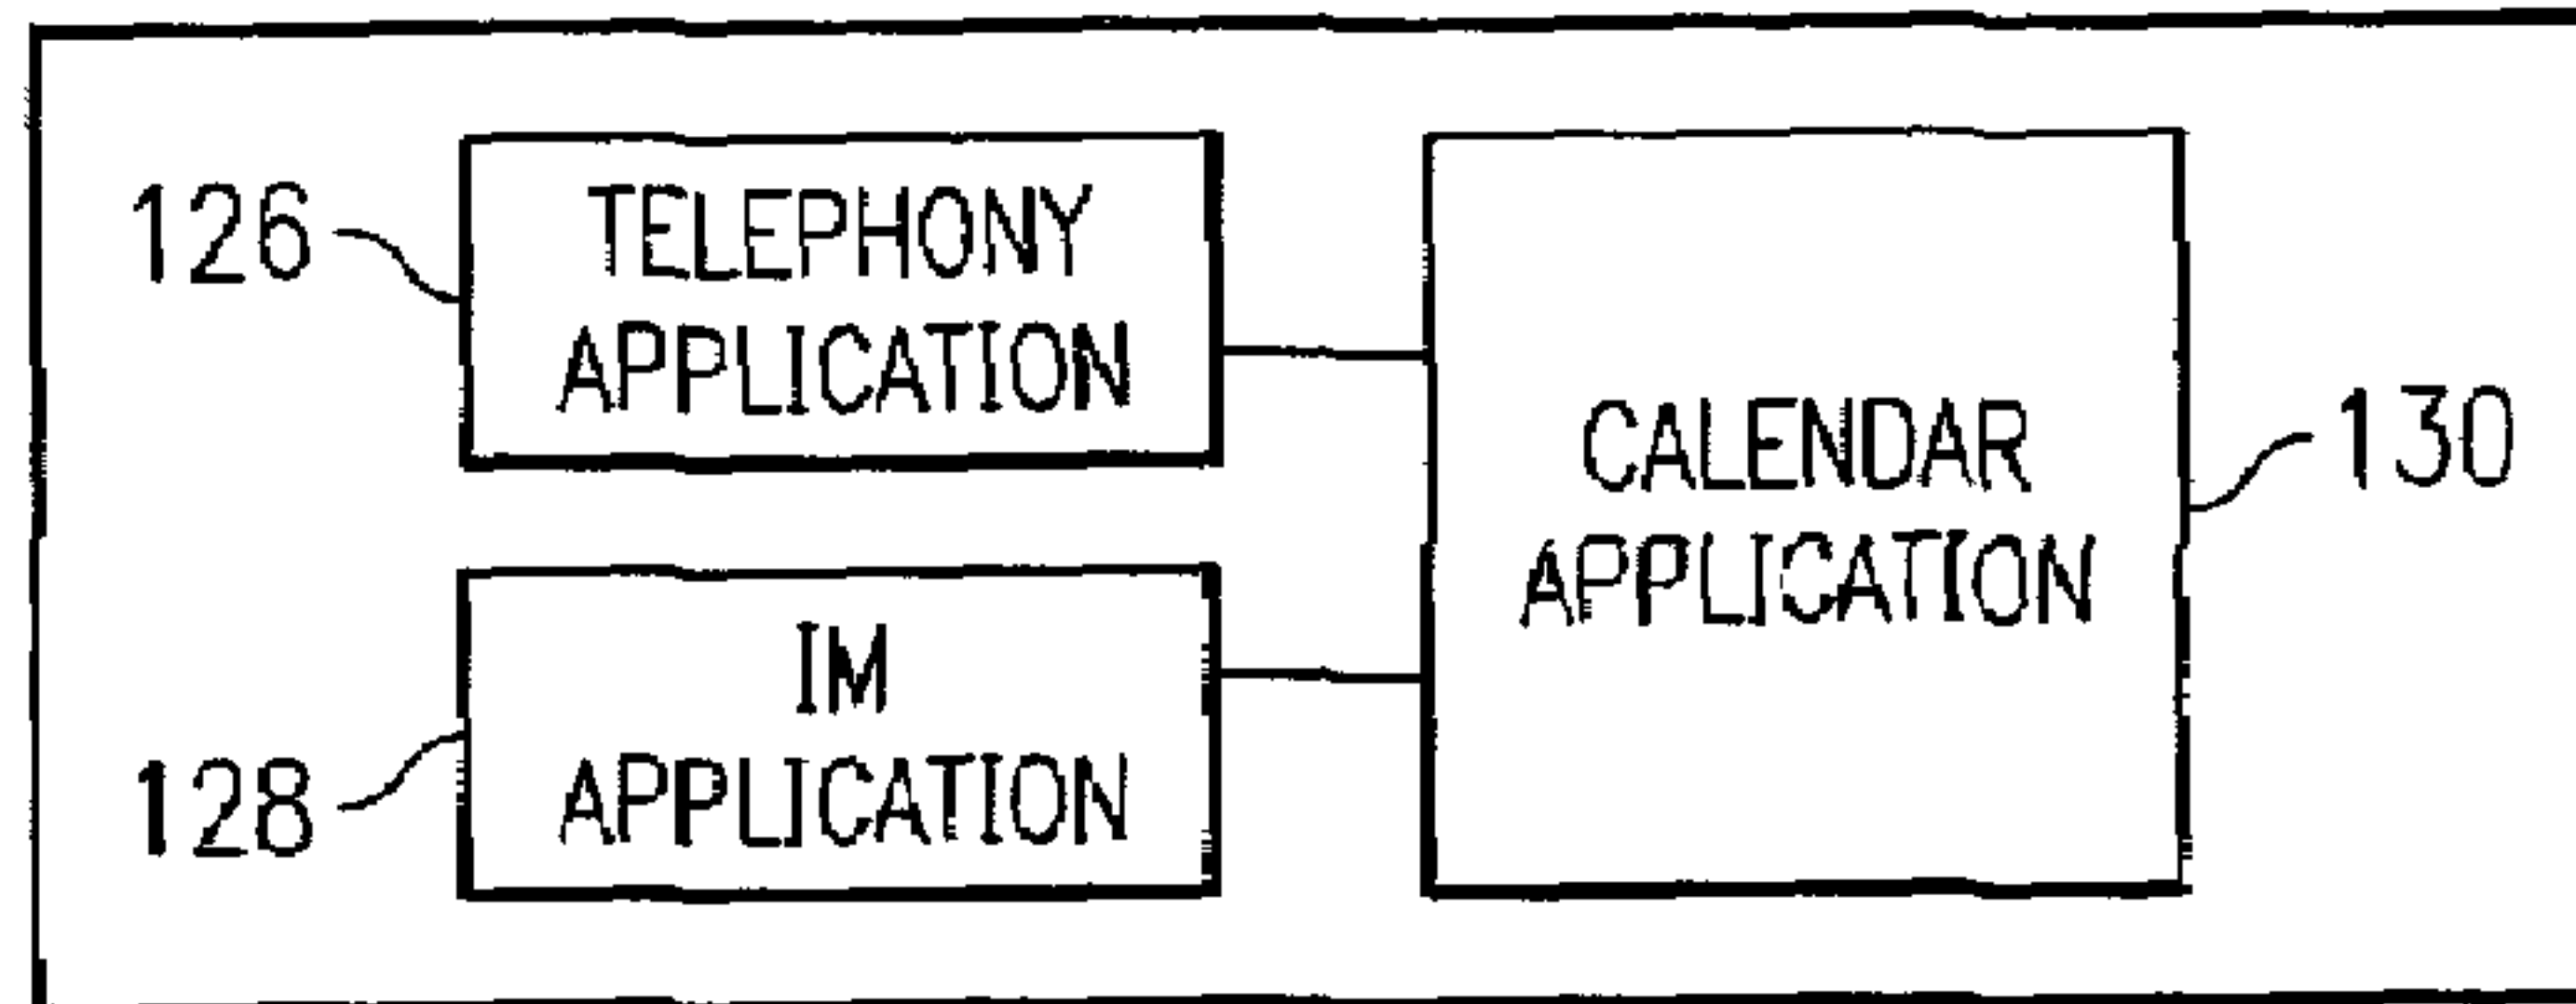 126
TELEPHONY
APPLICATION
128
IM
APPLICATION
CALENDAR
APPLICATION
130